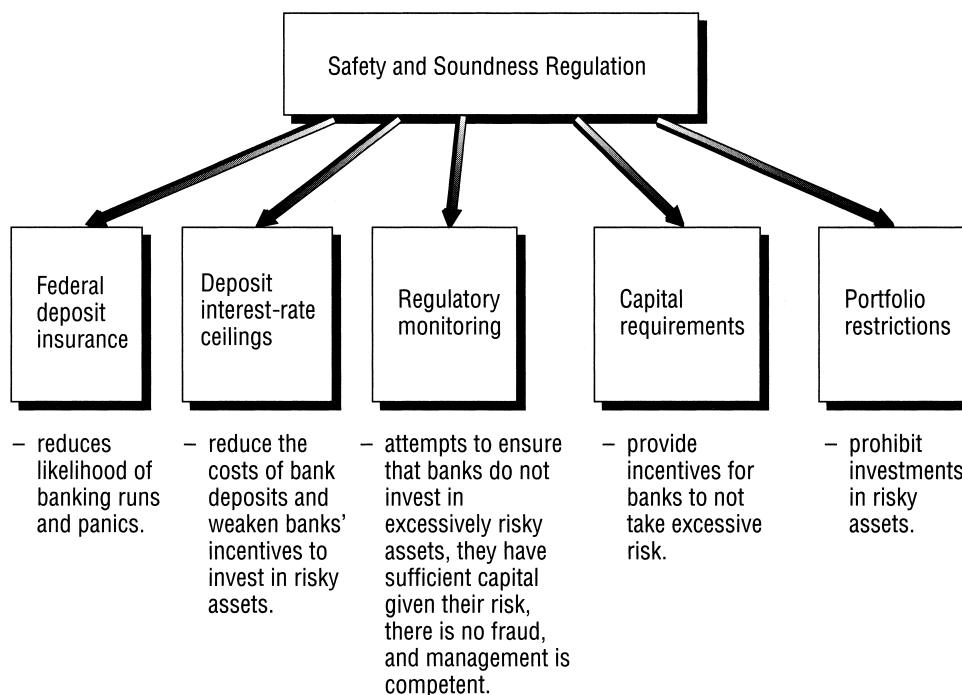 Safety and Soundness Regulation
Federal
deposit
insurance
Deposit
interest-rate
ceilings
Regulatory
monitoring
Capital
requirements
Portfolio
restrictions
– reduces
likelihood of
banking runs
and panics.
– reduce the
costs of bank
deposits and
weaken banks’
incentives to
invest in risky
assets.
– attempts to ensure
that banks do not
invest in
excessively risky
assets, they have
sufficient capital
given their risk,
there is no fraud,
and management is
competent.
– provide
incentives for
banks to not
take excessive
risk.
– prohibit
investments
in risky
assets.